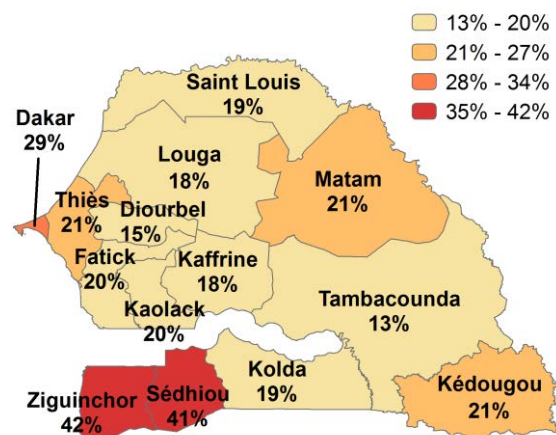 13% - 20%
21% - 27%
28% - 34%
35% - 42%
Saint Louis
19%
Dakar
29%
Louga
18%
Matam
21%
Thiès
21%
Diourbel
15%
Fatick
20%
Kaffrine
18%
Kaolack
20%
Tambacounda
13%
Ziguinchor
42%
Sédhiou
41%
Kolda
19%
Kédougou
21%